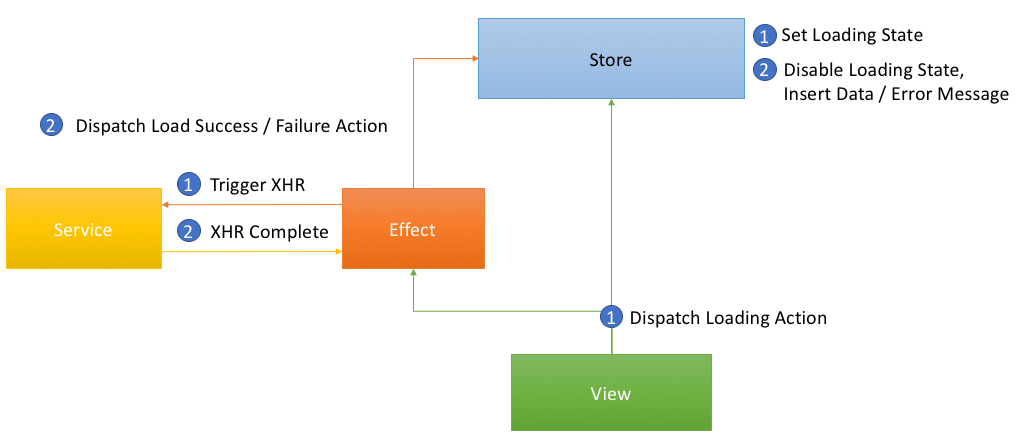 Store
1 Set Loading State
2 Disable Loading State,
Insert Data / Error Message
2 Dispatch Load Success / Failure Action
1 Trigger XHR
Service
2 XHR Complete
Effect
1 Dispatch Loading Action
View